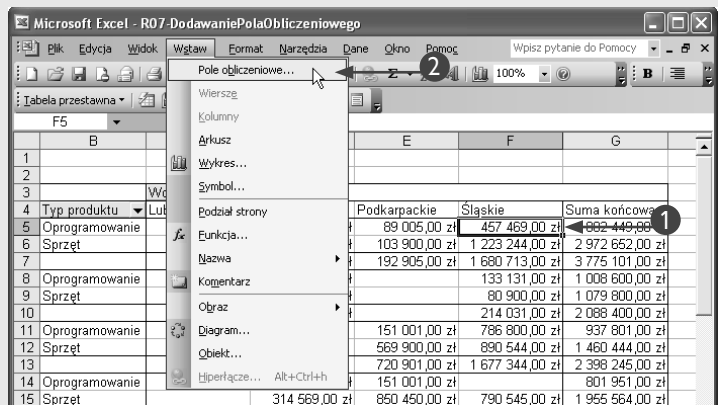 Microsoft Excel - R07-DodawaniePolaObliczeniowego
Plik Edycja Widok Wstaw Format Narzędzia Dane Okno Pomoc Wpisz pytanie do Pomocy
Σ 100% B
Tabela przestawna
F5
Pole obliczeniowe... 2
Wiersze
Kolumny
Arkusz
Wykres...
Symbol...
Podział strony
fx Funkcja...
Nazwa
Komentarz
Obraz
Diagram...
Obiekt...
Hiperłącze... Alt+Ctrl+h
B E F G
1
2
3
4 Typ produktu Podkarpackie Śląskie Suma końcowa
5 Oprogramowanie 89 005,00 zł 457 469,00 zł 1
6 Sprzęt 103 900,00 zł 1 223 244,00 zł 2 972 652,00 zł
7 192 905,00 zł 1 680 713,00 zł 3 775 101,00 zł
8 Oprogramowanie 133 131,00 zł 1 008 600,00 zł
9 Sprzęt 80 900,00 zł 1 079 800,00 zł
10 214 031,00 zł 2 088 400,00 zł
11 Oprogramowanie 151 001,00 zł 786 800,00 zł 937 801,00 zł
12 Sprzęt 569 900,00 zł 890 544,00 zł 1 460 444,00 zł
13 720 901,00 zł 1 677 344,00 zł 2 398 245,00 zł
14 Oprogramowanie 151 001,00 zł 801 951,00 zł
15 Sprzęt 314 569,00 zł 850 450,00 zł 790 545,00 zł 1 955 564,00 zł